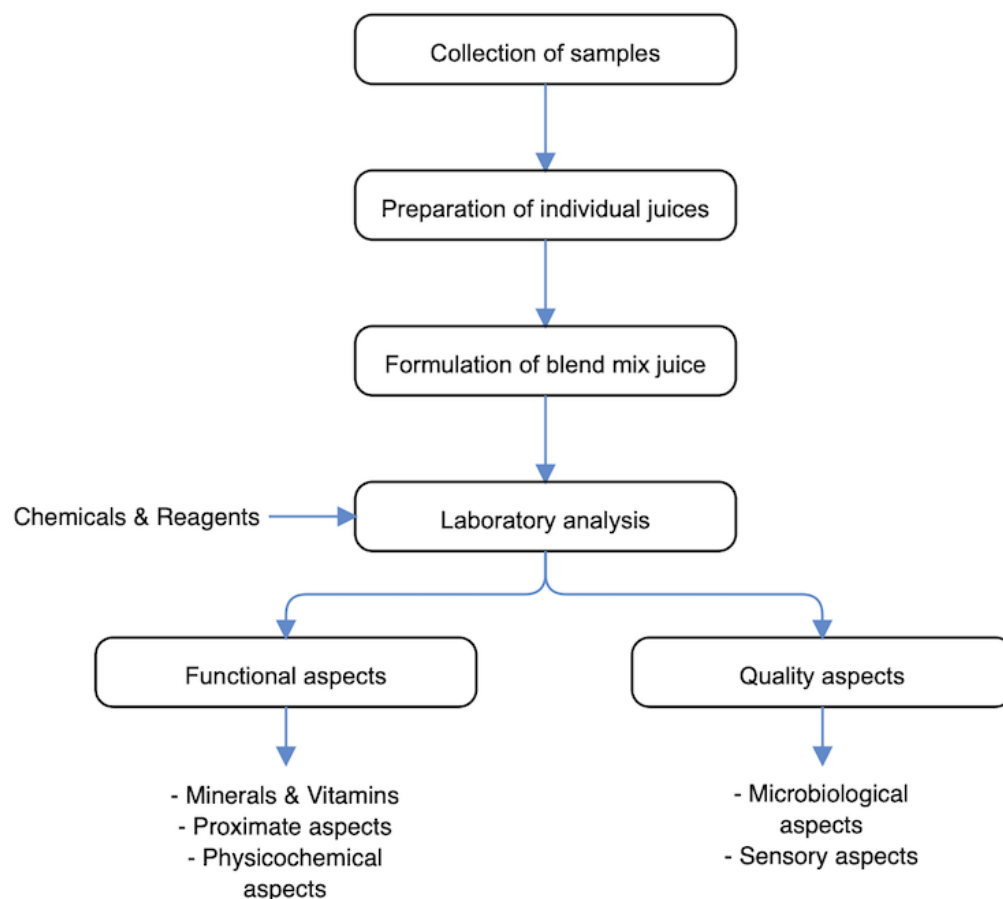 Collection of samples
Preparation of individual juices
Formulation of blend mix juice
Chemicals & Reagents
Laboratory analysis
Functional aspects
Quality aspects
- Minerals & Vitamins
- Proximate aspects
- Physicochemical
aspects
- Microbiological
aspects
- Sensory aspects